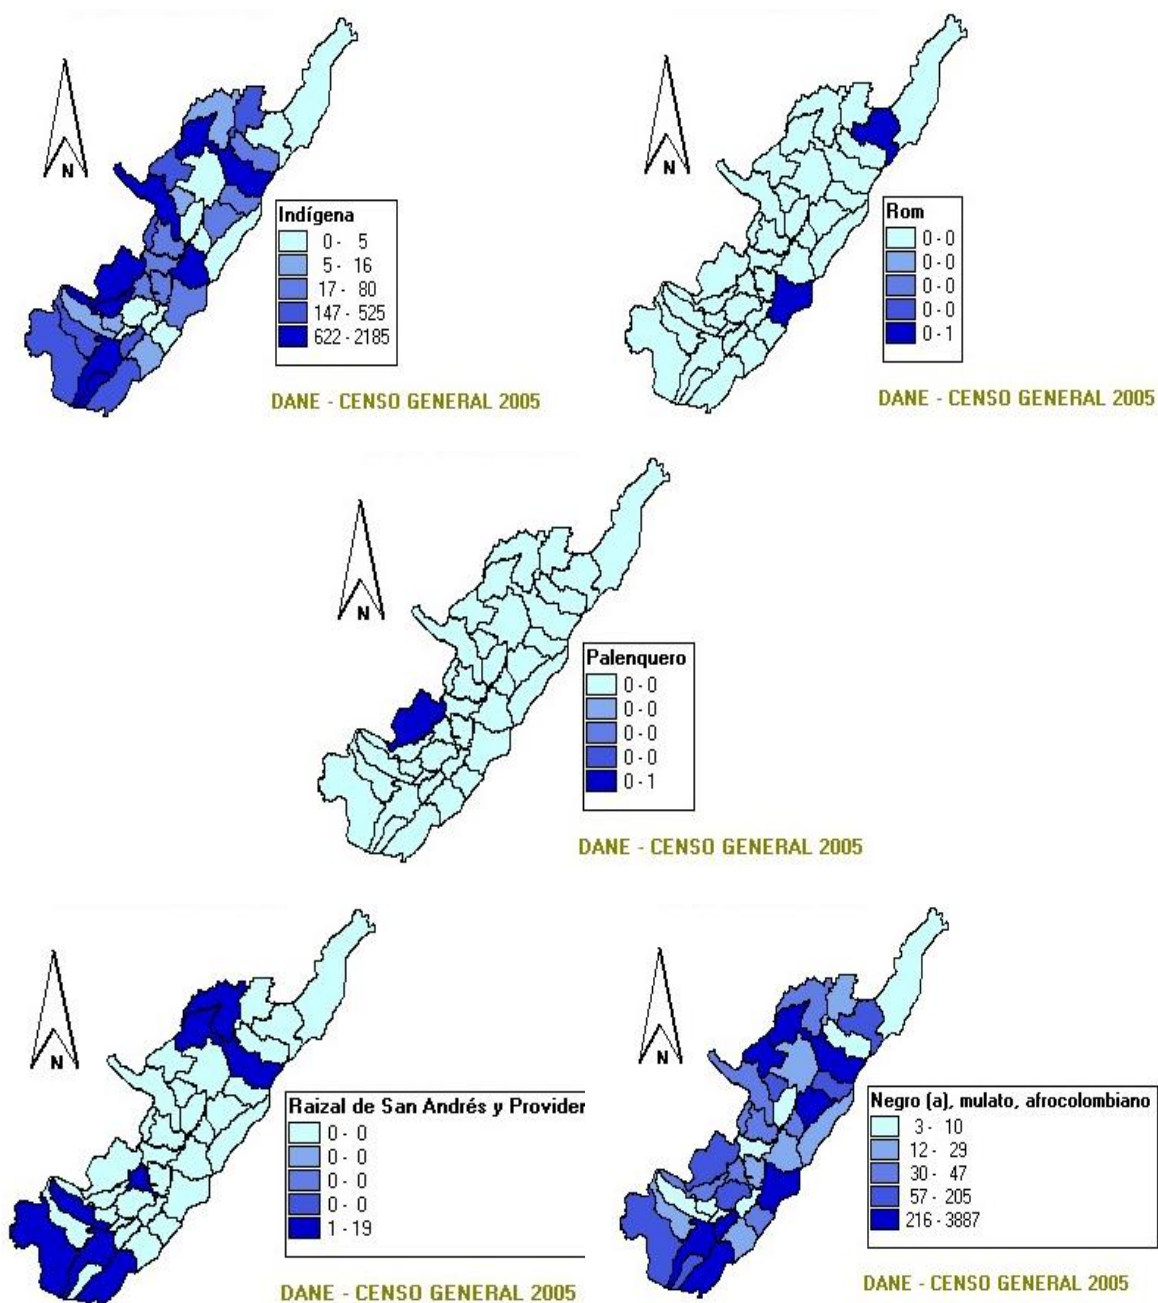 N
Indígena
0 - 5
5 - 16
17 - 80
147 - 525
622 - 2185
DANE - CENSO GENERAL 2005
N
Rom
0 - 0
0 - 0
0 - 0
0 - 0
0 - 1
DANE - CENSO GENERAL 2005
N
Palenquero
0 - 0
0 - 0
0 - 0
0 - 0
0 - 1
DANE - CENSO GENERAL 2005
N
Raizal de San Andrés y Providen
0 - 0
0 - 0
0 - 0
0 - 0
1 - 19
DANE - CENSO GENERAL 2005
N
Negro (a), mulato, afrocolombiano
3 - 10
12 - 29
30 - 47
57 - 205
216 - 3887
DANE - CENSO GENERAL 2005